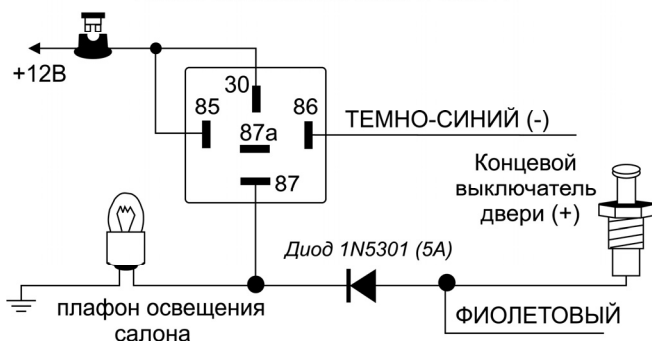 +12В
30
85
86
87а
87
ТЕМНО-СИНИЙ (-)
Концевой
выключатель
двери (+)
Диод 1N5301 (5А)
плафон освещения
салона
ФИОЛЕТОВЫЙ